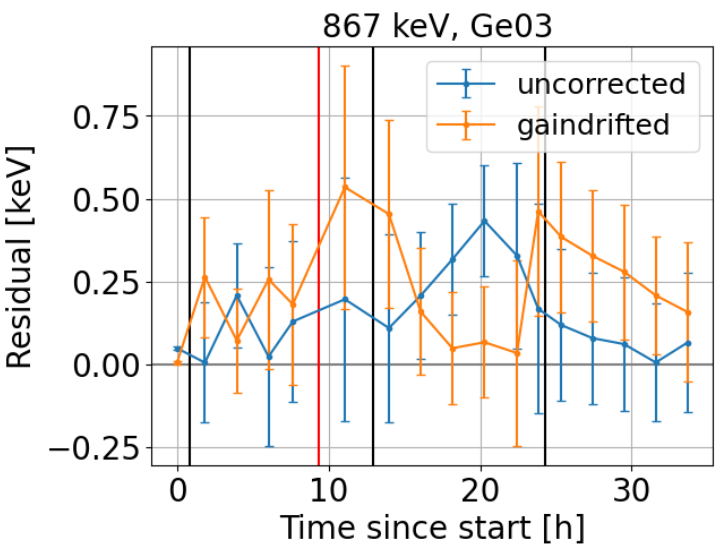 867 keV, Ge03
uncorrected
gaindrifted
Residual [keV]
0.75
0.50
0.25
0.00
−0.25
0 10 20 30
Time since start [h]